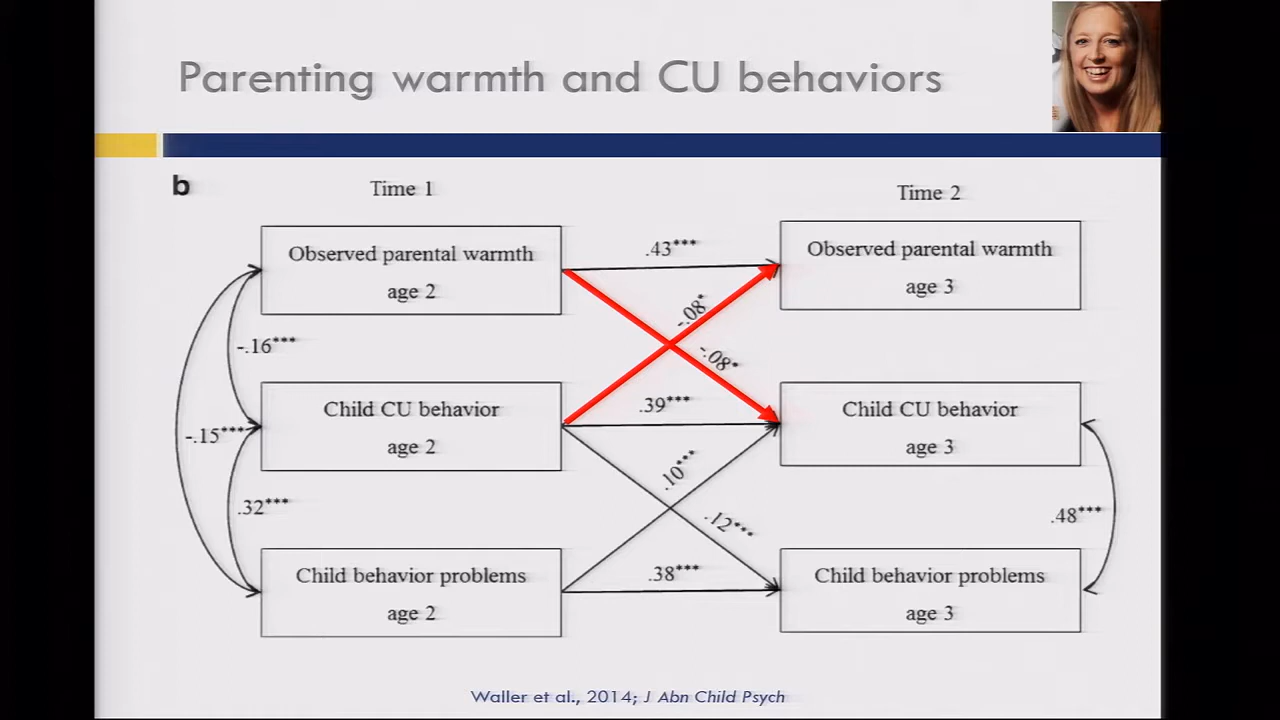 Parenting warmth and CU behaviors
b
Time 1
Time 2
Observed parental warmth
age 2
.43***
Observed parental warmth
age 3
-.08*
-.16***
-.08*
Child CU behavior
age 2
.39***
Child CU behavior
age 3
-.15***
.10***
.32***
.12***
.48***
Child behavior problems
age 2
.38***
Child behavior problems
age 3
Waller et al., 2014; J Abn Child Psych